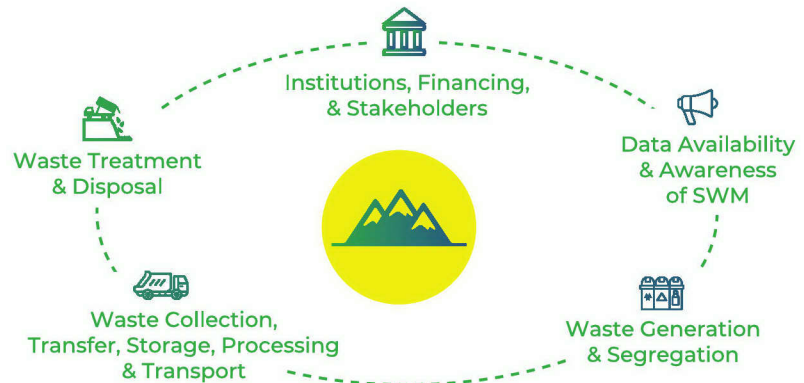 Institutions, Financing,
& Stakeholders
Data Availability
& Awareness
of SWM
Waste Generation
& Segregation
Waste Collection,
Transfer, Storage, Processing
& Transport
Waste Treatment
& Disposal